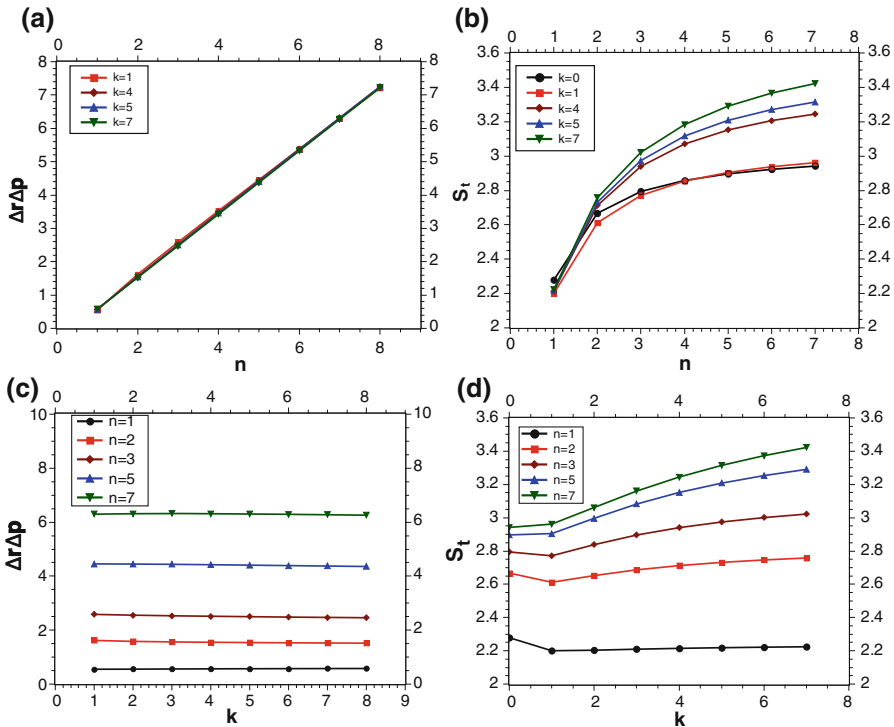 (a)
0 2 4 6 8
k=1
k=4
k=5
k=7
8 7 6 5 4 3 2 1 0
ΔrΔp
8 7 6 5 4 3 2 1 0
0 2 4 6 8
n
(b)
0 1 2 3 4 5 6 7 8
k=0
k=1
k=4
k=5
k=7
3.6 3.4 3.2 3 2.8 2.6 2.4 2.2 2
St
3.6 3.4 3.2 3 2.8 2.6 2.4 2.2 2
0 1 2 3 4 5 6 7 8
n
(c)
0 2 4 6 8
n=1
n=2
n=3
n=5
n=7
10 8 6 4 2 0
ΔrΔp
10 8 6 4 2 0
0 1 2 3 4 5 6 7 8 9
k
(d)
0 2 4 6 8
n=1
n=2
n=3
n=5
n=7
3.6 3.4 3.2 3 2.8 2.6 2.4 2.2 2
St
3.6 3.4 3.2 3 2.8 2.6 2.4 2.2 2
0 2 4 6 8
k